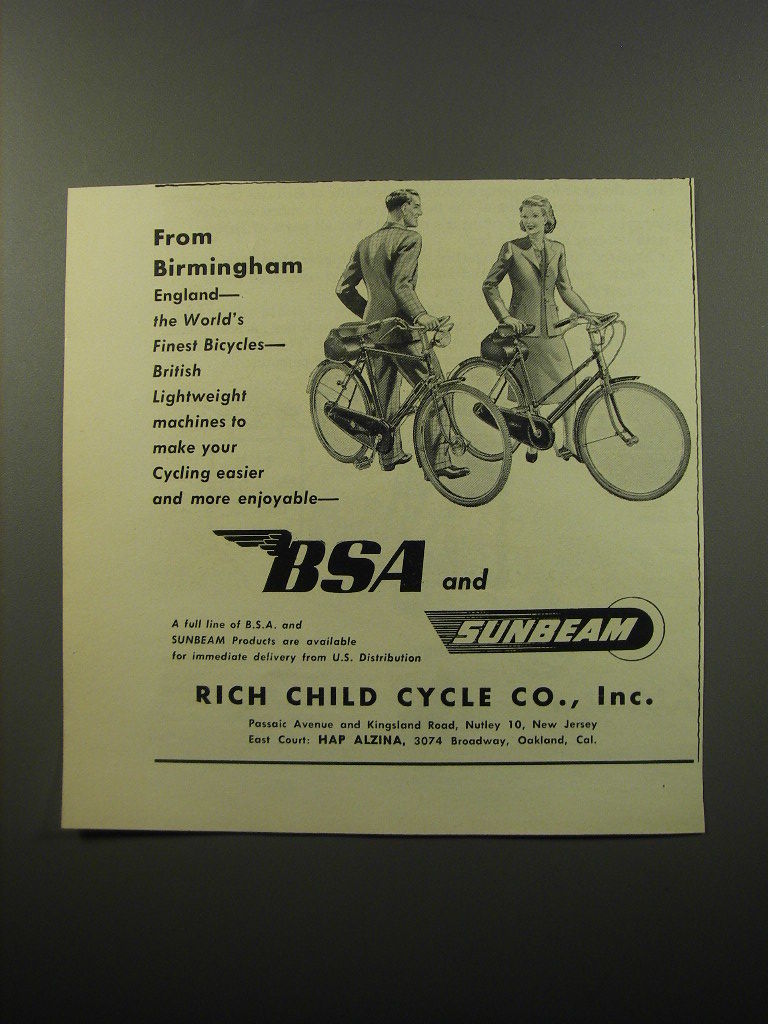 From
Birmingham
England—
the World's
Finest Bicycles—
British
Lightweight
machines to
make your
Cycling easier
and more enjoyable—
BSA and
SUNBEAM
A full line of B.S.A. and
SUNBEAM Products are available
for immediate delivery from U.S. Distribution
RICH CHILD CYCLE CO., Inc.
Passaic Avenue and Kingsland Road, Nutley 10, New Jersey
East Court: HAP ALZINA, 3074 Broadway, Oakland, Cal.